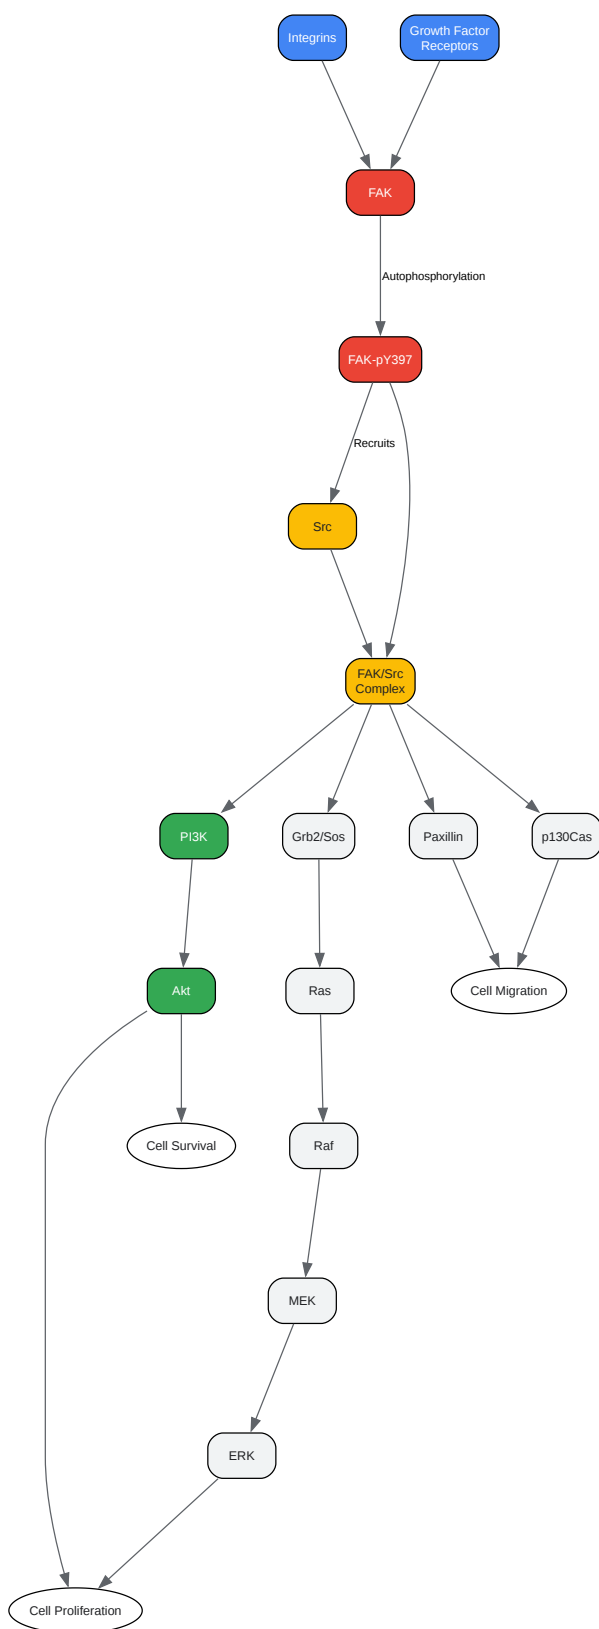 Integrins
Growth Factor
Receptors
FAK
Autophosphorylation
FAK-pY397
Recruits
Src
FAK/Src
Complex
PI3K
Grb2/Sos
Paxillin
p130Cas
Akt
Ras
Cell Migration
Cell Survival
Raf
MEK
ERK
Cell Proliferation